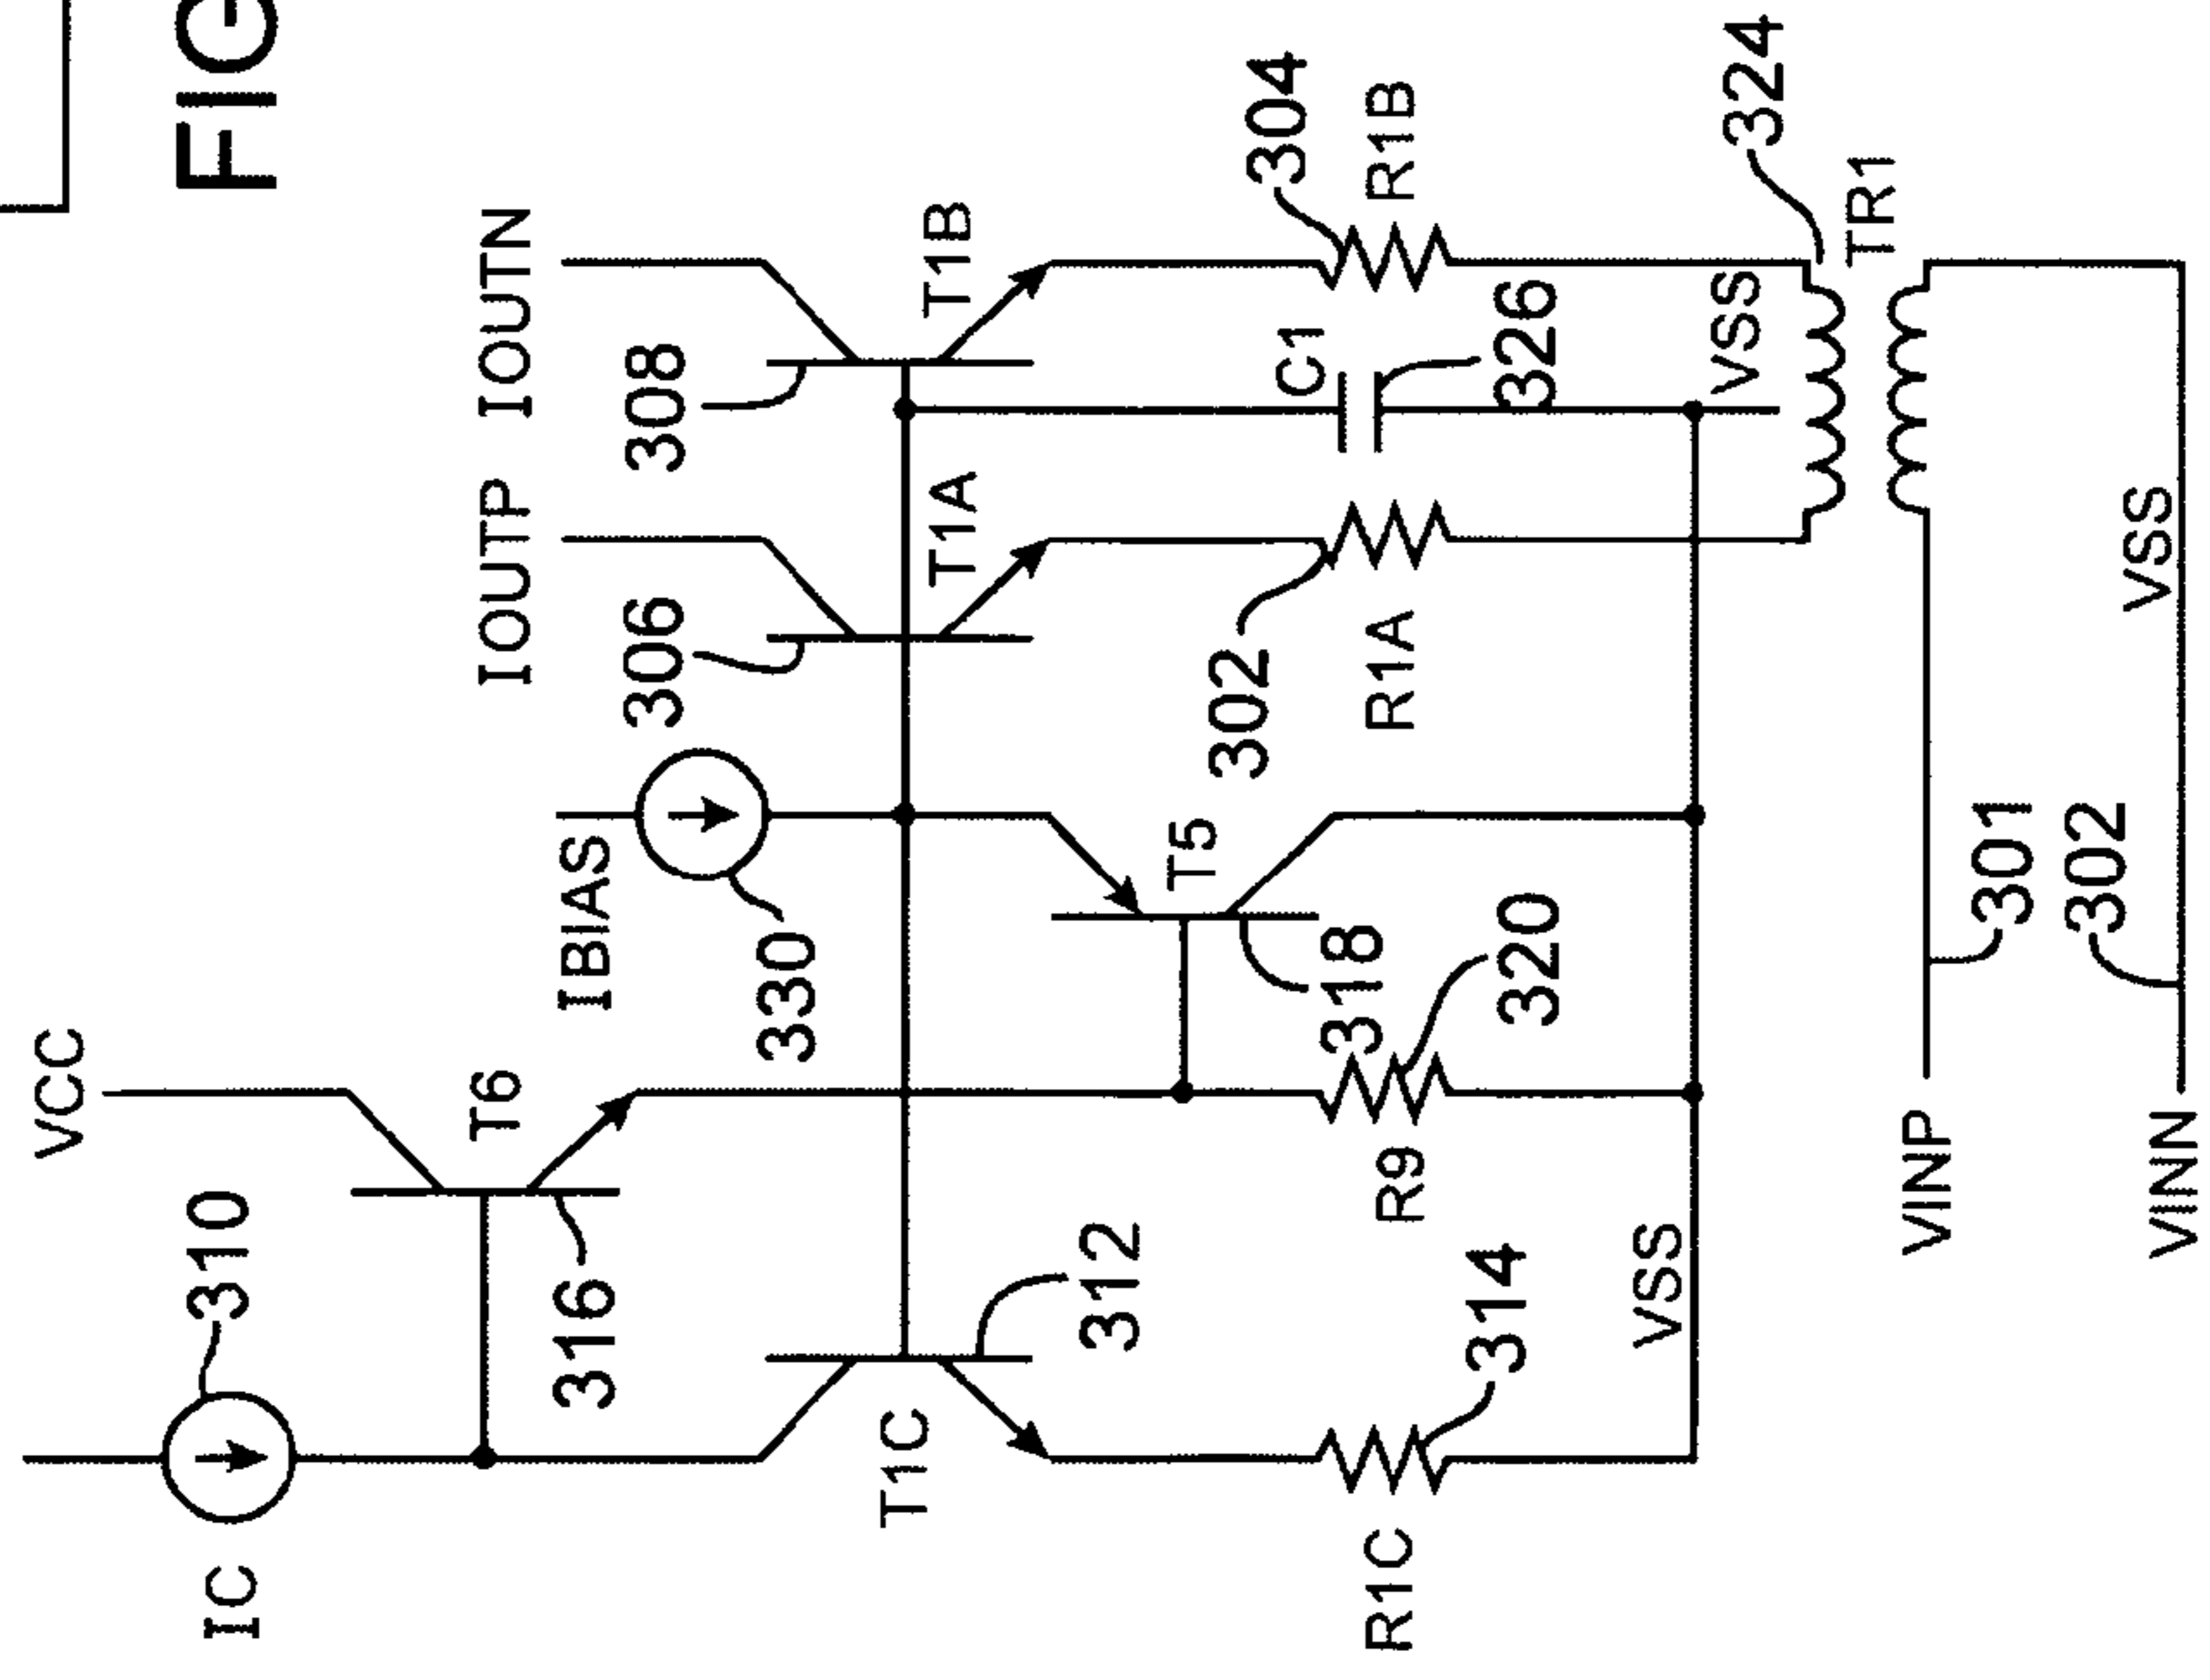 FIG
VCC
310
IC
T6
316
IOUTP
IOUTN
IBIAS
330
306
308
T1C
312
T1A
T1B
T5
318
320
R9
R1C
314
302
R1A
C1
326
304
R1B
VSS
VSS
324
TR1
VINP
301
VINN
302
VSS